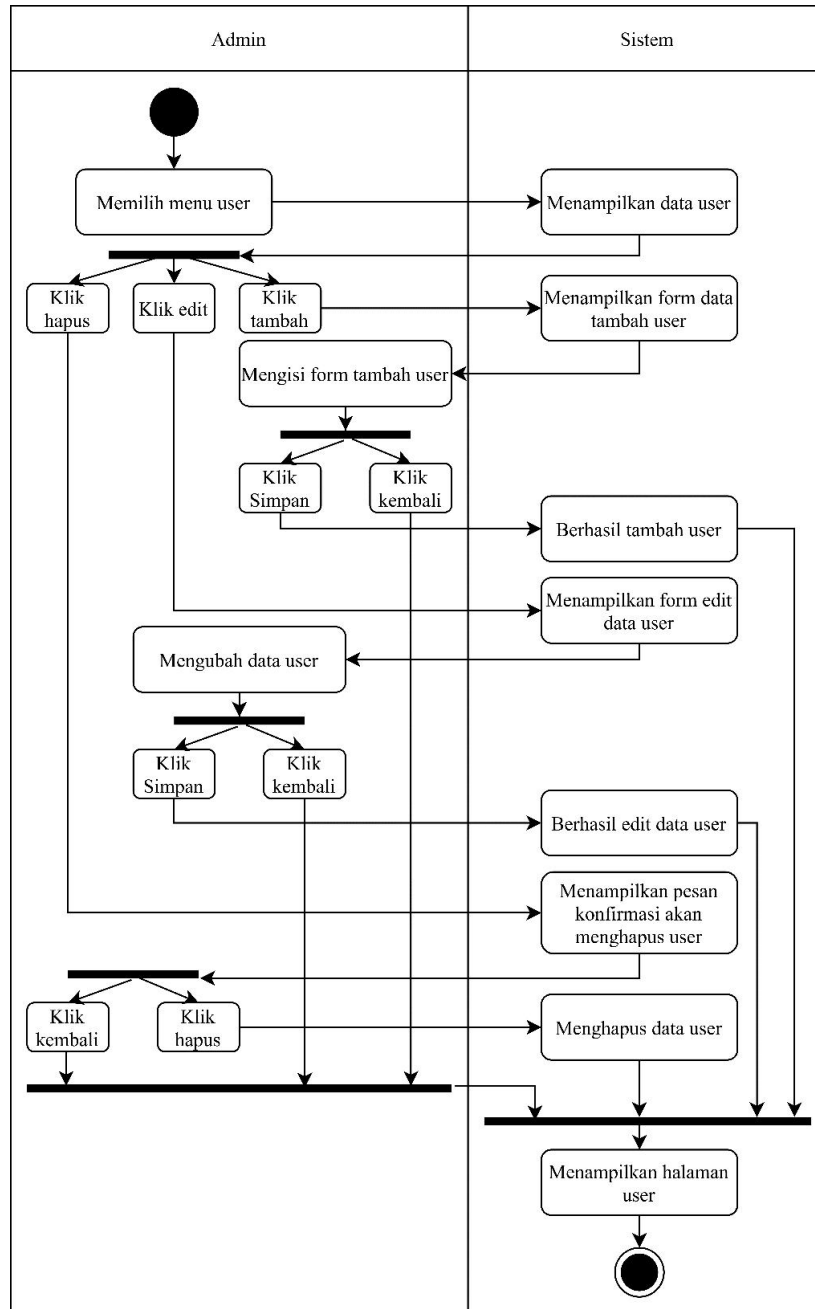 Admin
Sistem
Memilih menu user
Menampilkan data user
Klik
hapus
Klik edit
Klik
tambah
Menampilkan form data
tambah user
Mengisi form tambah user
Klik
Simpan
Klik
kembali
Berhasil tambah user
Menampilkan form edit
data user
Mengubah data user
Klik
Simpan
Klik
kembali
Berhasil edit data user
Menampilkan pesan
konfirmasi akan
menghapus user
Klik
kembali
Klik
hapus
Menghapus data user
Menampilkan halaman
user